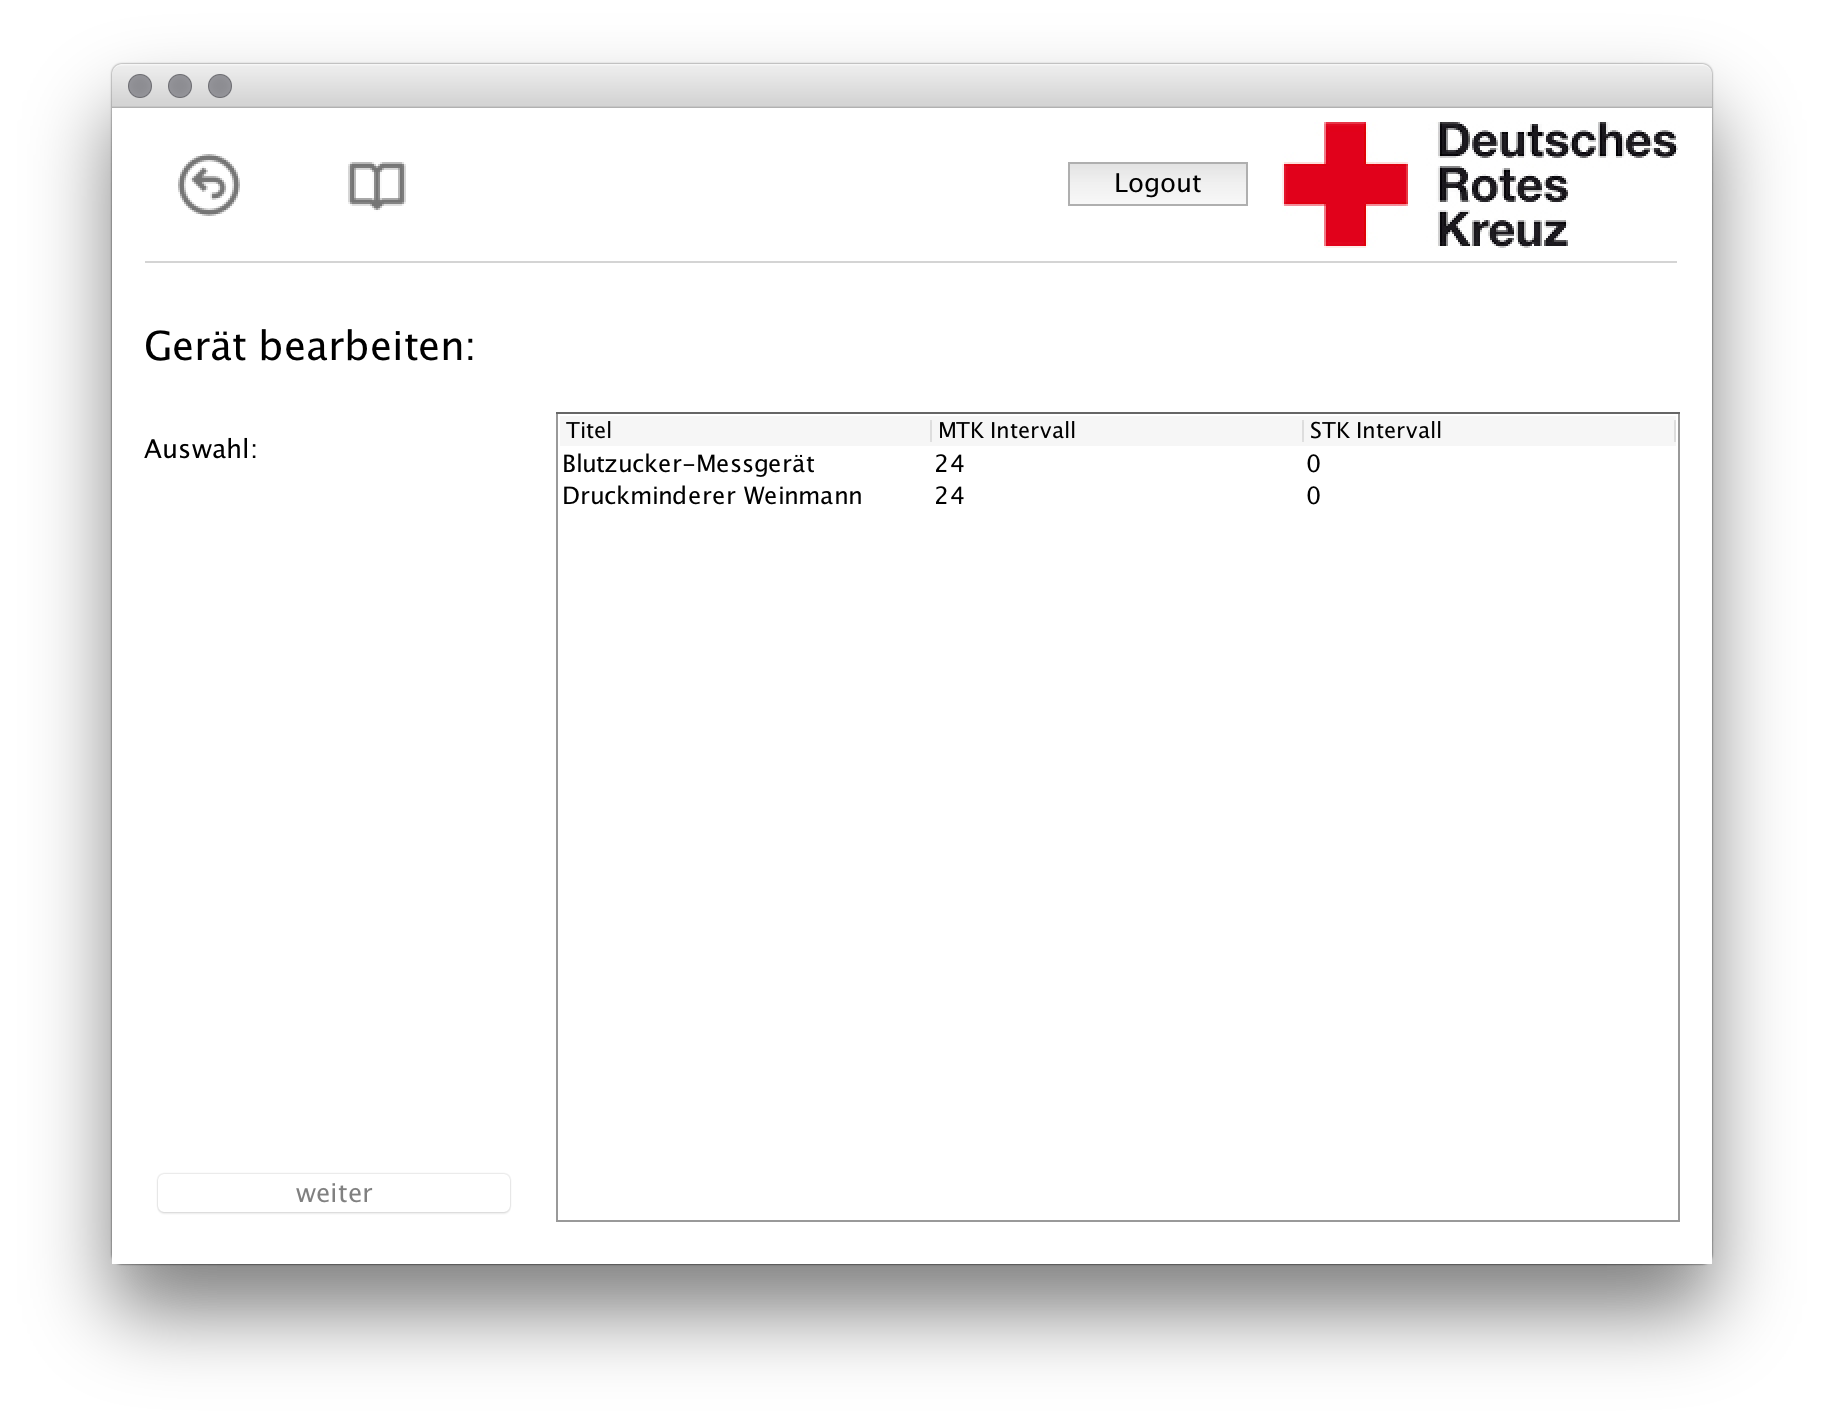 Logout
Deutsches
Rotes
Kreuz
Gerät bearbeiten:
Auswahl:
Titel MTK Intervall STK Intervall
Blutzucker-Messgerät 24 0
Druckminderer Weinmann 24 0
weiter